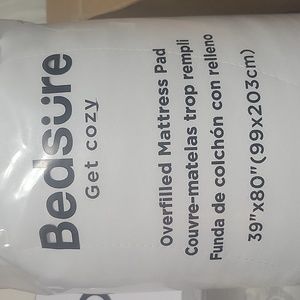 Bedsure
Get cozy
Overfilled Mattress Pad
Couvre-matelas trop rempli
Funda de colchón con relleno
39"x80"(99x203cm)